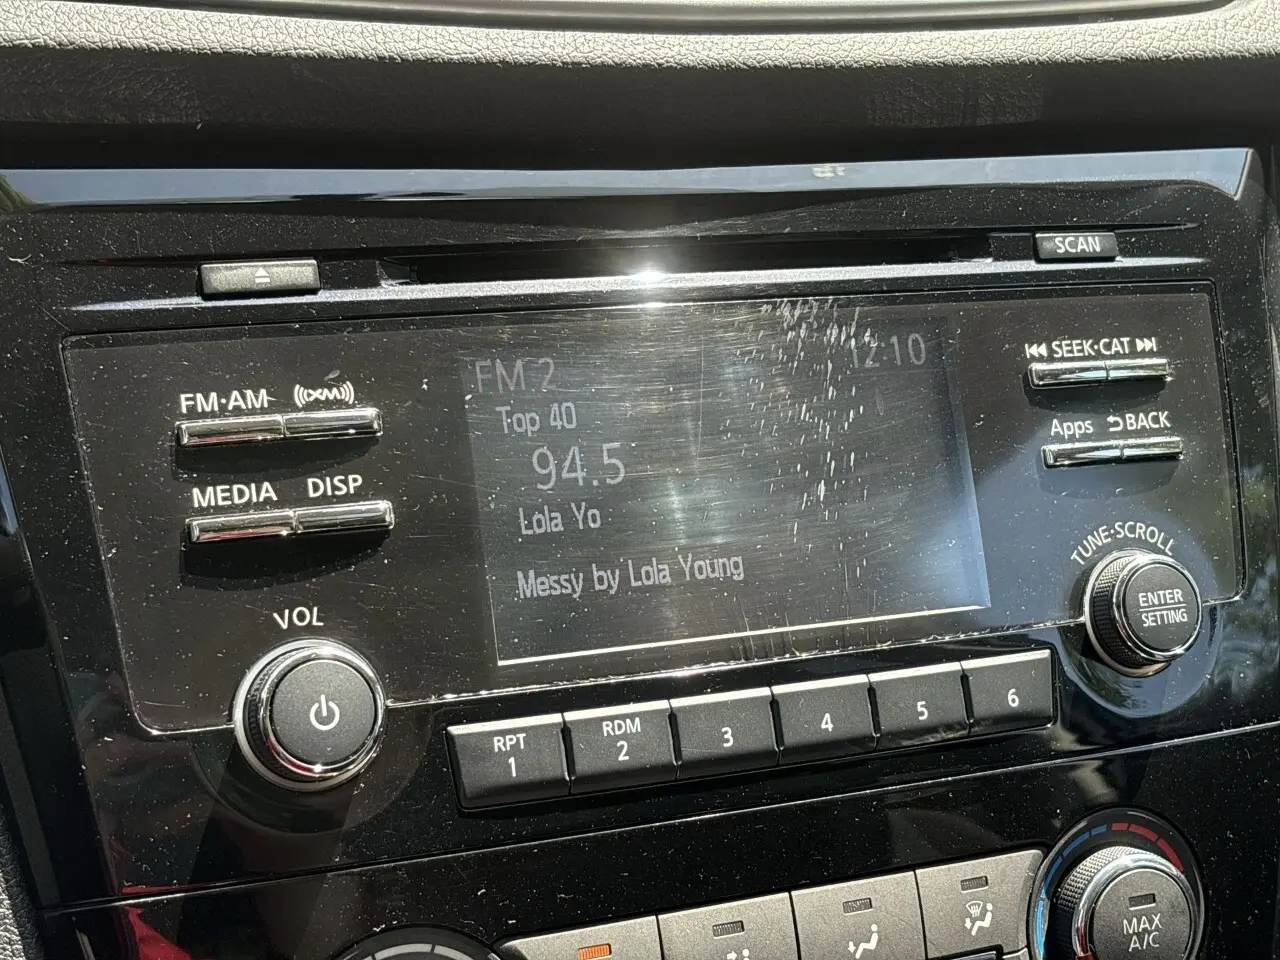 SCAN
FM·AM (((XM)))
MEDIA DISP
VOL
FM 2 12:10
Top 40
94.5
Lola Yo
Messy by Lola Young
SEEK·CAT
Apps BACK
TUNE·SCROLL
ENTER
SETTING
RPT
1
RDM
2
3
4
5
6
MAX
A/C